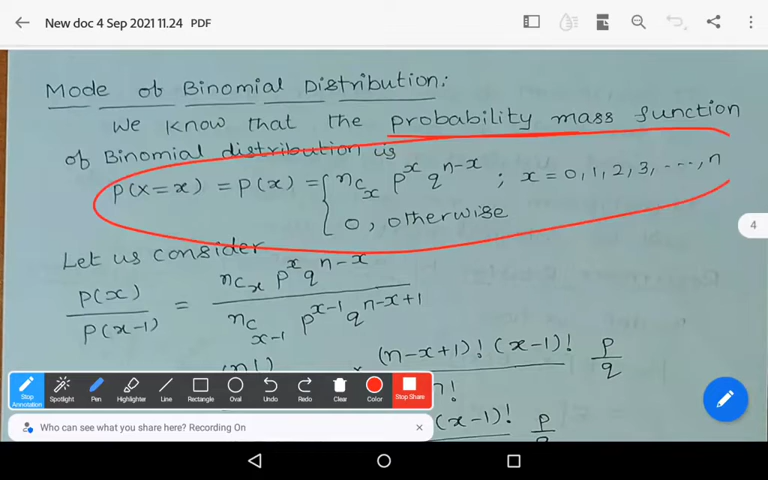 New doc 4 Sep 2021 11.24 PDF
Mode of Binomial Distribution:
We know that the probability mass function
of Binomial distribution is
P(X=x) = P(x) = { nCx p^x q^(n-x) ; x = 0, 1, 2, 3, ----, n
0, otherwise
4
Let us consider
P(x) / P(x-1) = nCx p^x q^(n-x) / nC(x-1) p^(x-1) q^(n-x+1)
(n-x+1)! (x-1)! p/q
(x-1)! p
Stop Annotation Spotlight Pen Highlighter Line Rectangle Oval Undo Redo Clear Color Stop Share
Who can see what you share here? Recording On